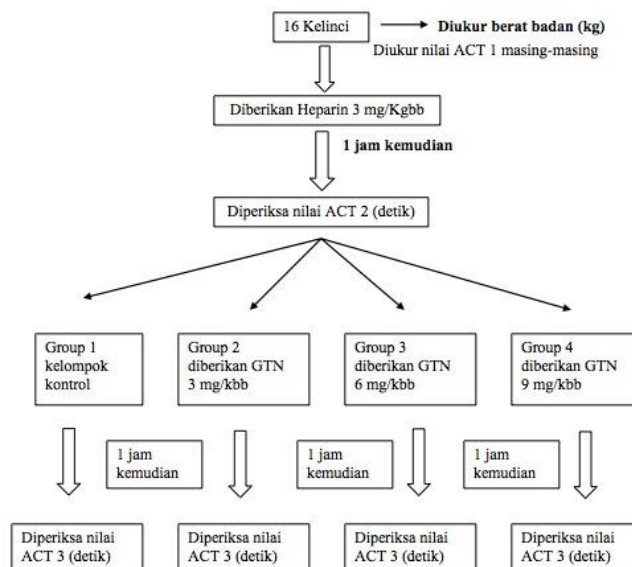 16 Kelinci
Diukur berat badan (kg)
Diukur nilai ACT 1 masing-masing
Diberikan Heparin 3 mg/Kgbb
1 jam kemudian
Diperiksa nilai ACT 2 (detik)
Group 1
kelompok
kontrol
Group 2
diberikan GTN
3 mg/kbb
Group 3
diberikan GTN
6 mg/kbb
Group 4
diberikan GTN
9 mg/kbb
1 jam
kemudian
1 jam
kemudian
1 jam
kemudian
Diperiksa nilai
ACT 3 (detik)
Diperiksa nilai
ACT 3 (detik)
Diperiksa nilai
ACT 3 (detik)
Diperiksa nilai
ACT 3 (detik)